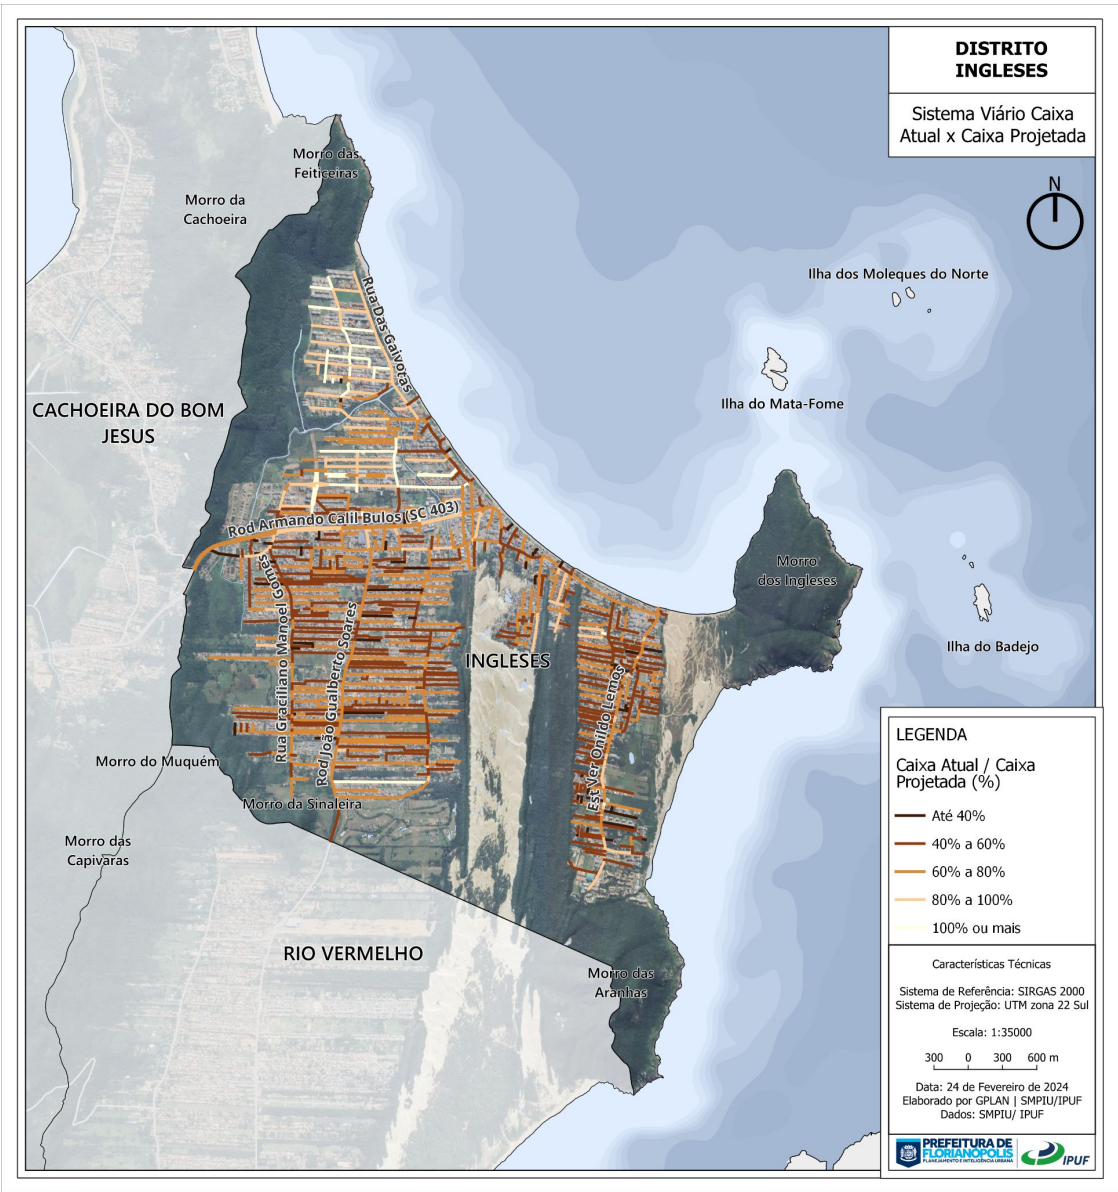 DISTRITO
INGLESES
Sistema Viário Caixa
Atual x Caixa Projetada
N
Morro das
Feiticeiras
Morro da
Cachoeira
Ilha dos Moleques do Norte
Rua Das Gaivotas
Ilha do Mata-Fome
CACHOEIRA DO BOM
JESUS
Rod Armando Calil Bulos (SC 403)
Morro
dos Ingleses
Rua Graciliano Manoel Gomes
Rod João Gualberto Soares
INGLESES
Ilha do Badejo
Est Ver Onildo Lemos
Morro do Muquém
Morro da Sinaleira
Morro das
Capivaras
RIO VERMELHO
Morro das
Aranhas
LEGENDA
Caixa Atual / Caixa
Projetada (%)
Até 40%
40% a 60%
60% a 80%
80% a 100%
100% ou mais
Características Técnicas
Sistema de Referência: SIRGAS 2000
Sistema de Projeção: UTM zona 22 Sul
Escala: 1:35000
300 0 300 600 m
Data: 24 de Fevereiro de 2024
Elaborado por GPLAN | SMPIU/IPUF
Dados: SMPIU/ IPUF
PREFEITURA DE
FLORIANÓPOLIS
PLANEJAMENTO E INTELIGÊNCIA URBANA
IPUF